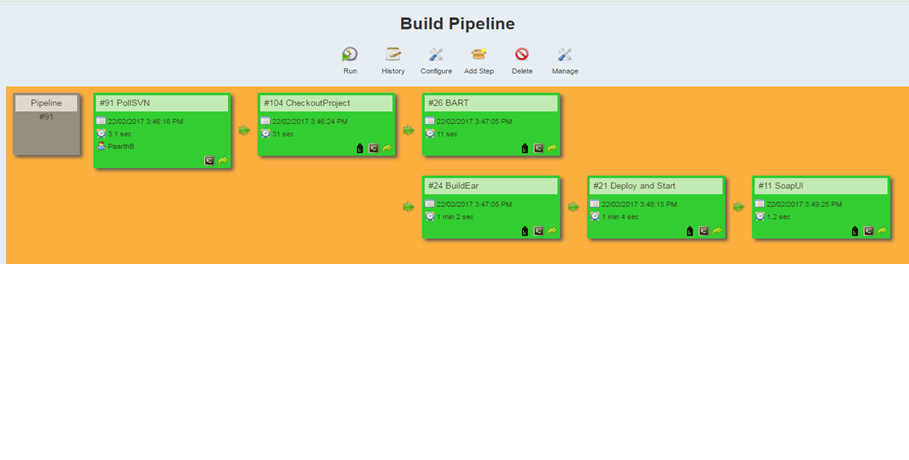 Build Pipeline
Run History Configure Add Step Delete Manage
Pipeline
#91
#91 PollSVN
22/02/2017 3:46:16 PM
3.1 sec
PaarthB
#104 CheckoutProject
22/02/2017 3:46:24 PM
31 sec
#26 BART
22/02/2017 3:47:05 PM
11 sec
#24 BuildEar
22/02/2017 3:47:05 PM
1 min 2 sec
#21 Deploy and Start
22/02/2017 3:48:15 PM
1 min 4 sec
#11 SoapUI
22/02/2017 3:49:25 PM
1.2 sec